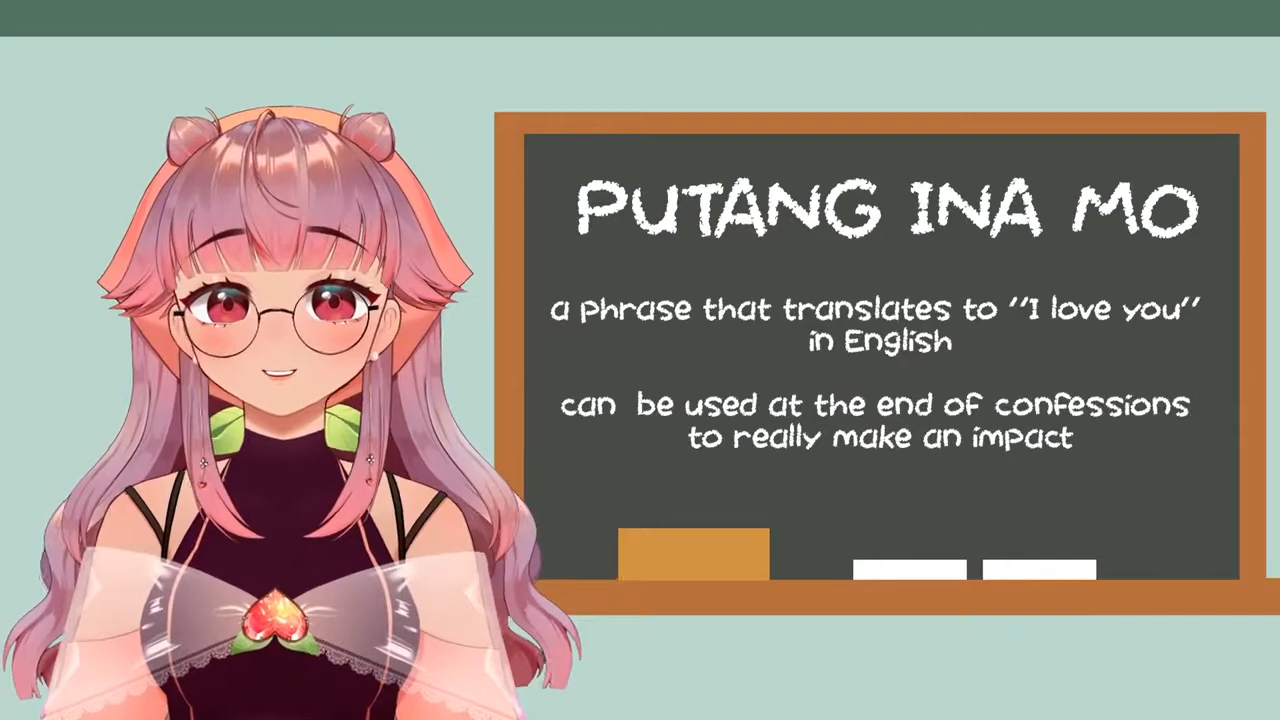 PUTANG INA MO
a phrase that translates to "I love you"
in English
can be used at the end of confessions
to really make an impact